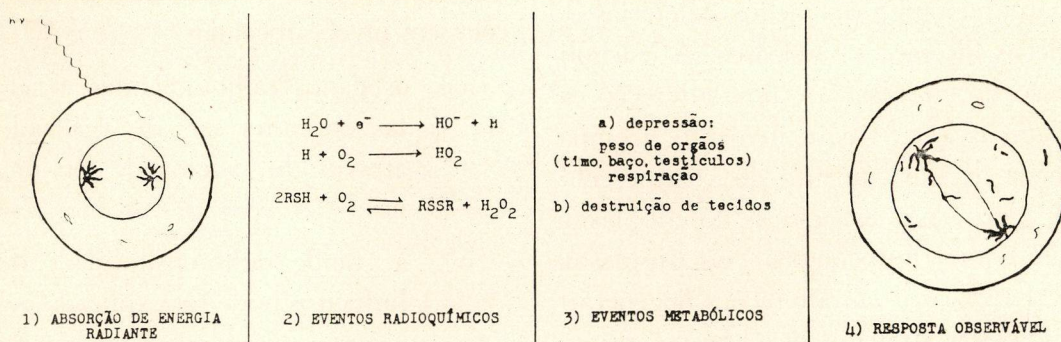 hν
H₂O + e⁻ ⟶ HO⁻ + H
H + O₂ ⟶ HO₂
2RSH + O₂ ⇌ RSSR + H₂O₂
a) depressão:
peso de orgãos
(timo, baço, testículos)
respiração
b) destruição de tecidos
1) ABSORÇÃO DE ENERGIA
RADIANTE
2) EVENTOS RADIOQUÍMICOS
3) EVENTOS METABÓLICOS
4) RESPOSTA OBSERVÁVEL